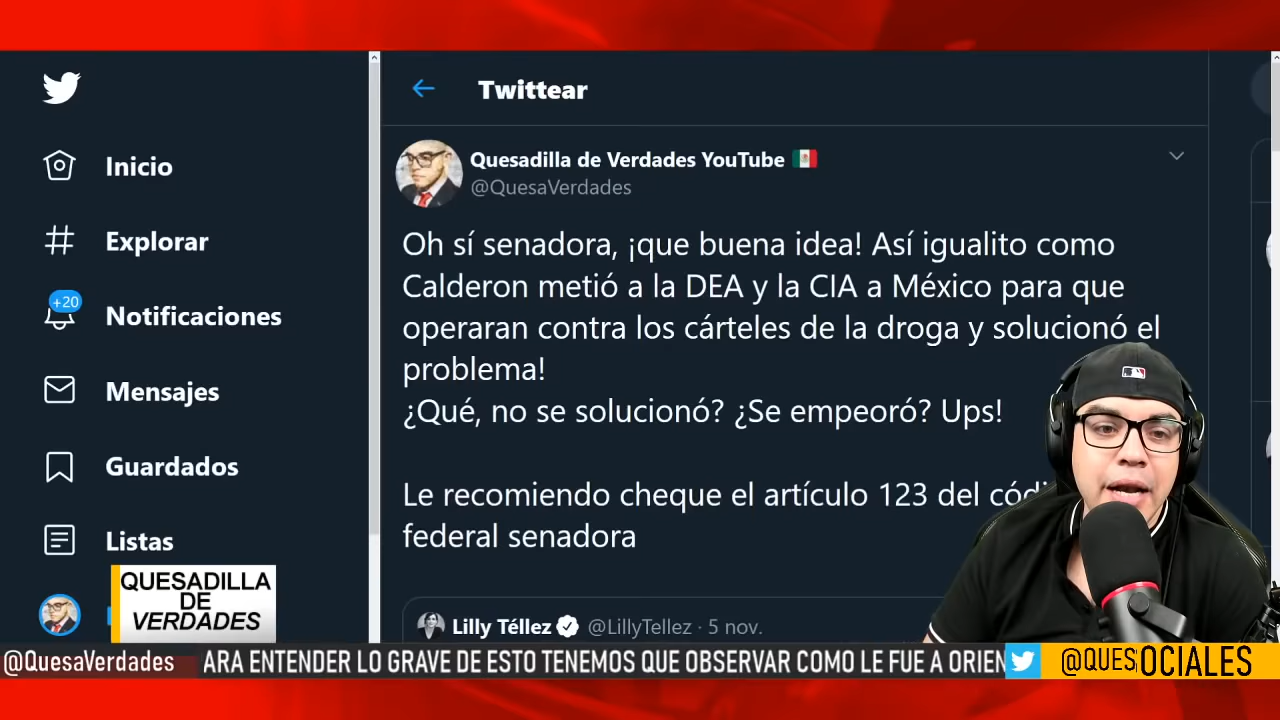 Twittear
Inicio
Explorar
+20
Notificaciones
Mensajes
Guardados
Listas
Quesadilla de Verdades YouTube
@QuesaVerdades
Oh sí senadora, ¡que buena idea! Así igualito como
Calderon metió a la DEA y la CIA a México para que
operaran contra los cárteles de la droga y solucionó el
problema!
¿Qué, no se solucionó? ¿Se empeoró? Ups!
Le recomiendo cheque el artículo 123 del
federal senadora
Lilly Téllez @LillyTellez · 5 nov.
QUESADILLA
DE
VERDADES
@QuesaVerdades ARA ENTENDER LO GRAVE DE ESTO TENEMOS QUE OBSERVAR COMO LE FUE A ORIEN